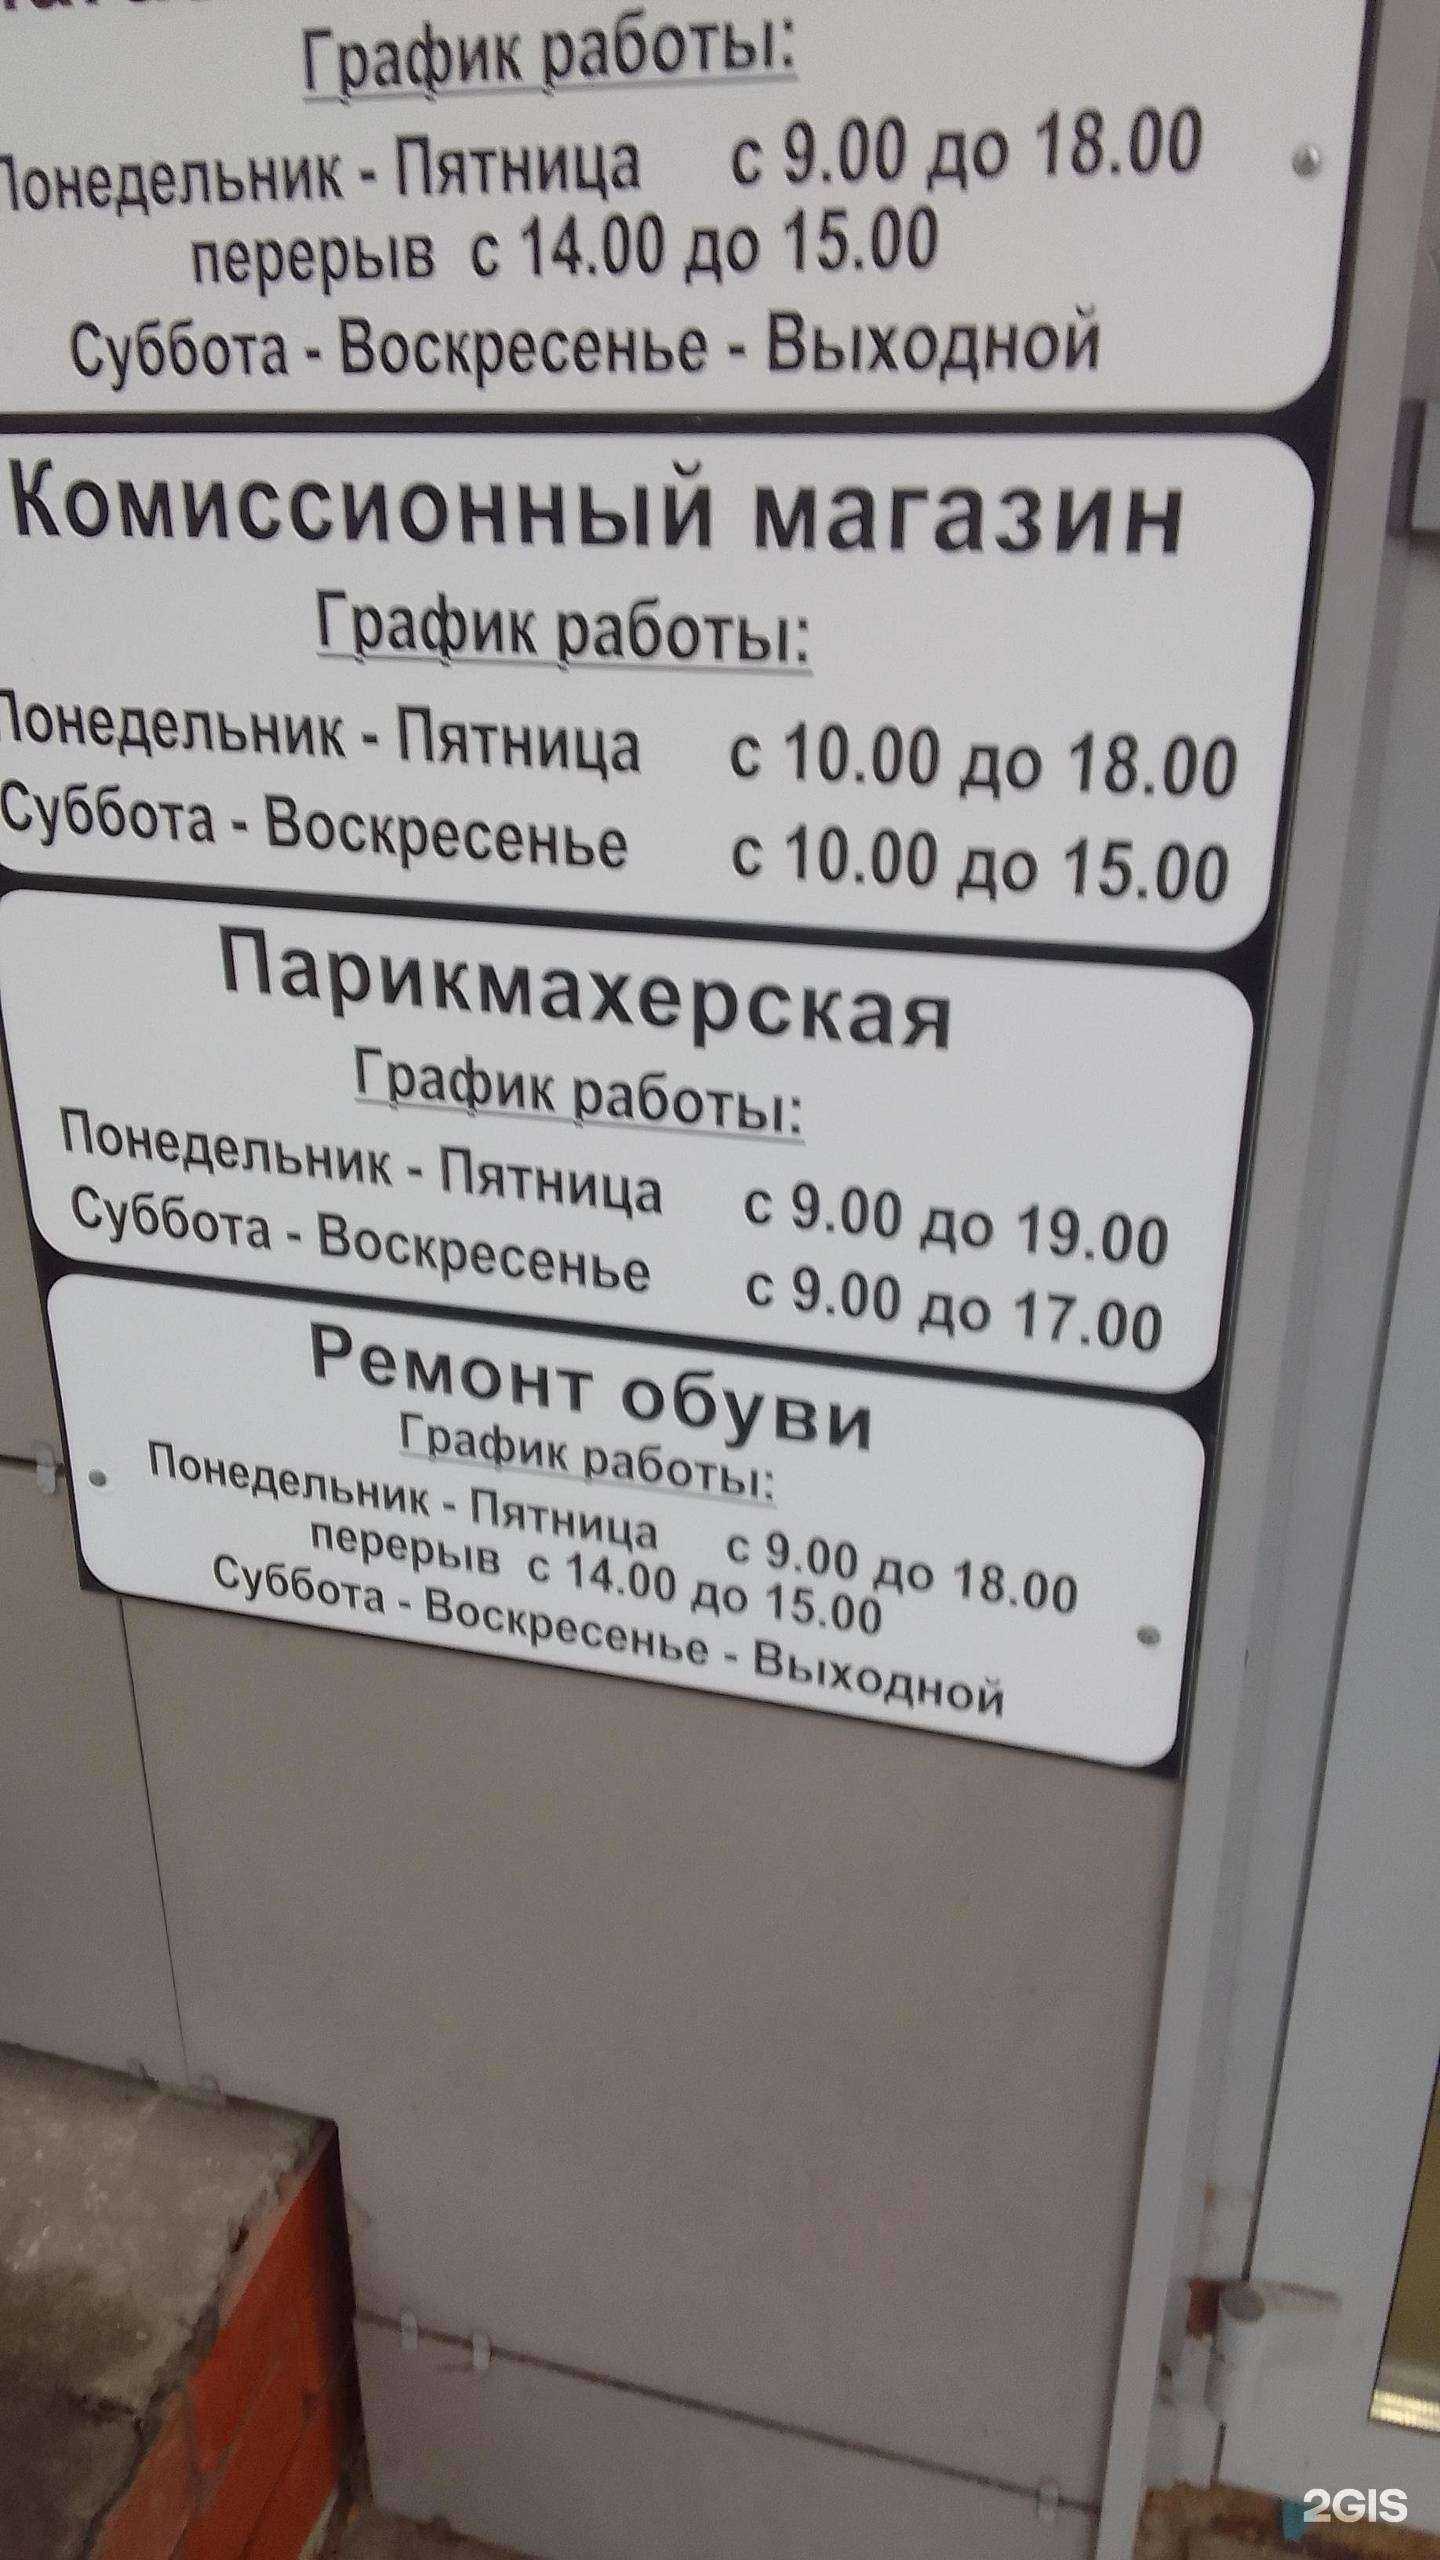 График работы:
Понедельник - Пятница с 9.00 до 18.00
перерыв с 14.00 до 15.00
Суббота - Воскресенье - Выходной
Комиссионный магазин
График работы:
Понедельник - Пятница с 10.00 до 18.00
Суббота - Воскресенье с 10.00 до 15.00
Парикмахерская
График работы:
Понедельник - Пятница с 9.00 до 19.00
Суббота - Воскресенье с 9.00 до 17.00
Ремонт обуви
График работы:
Понедельник - Пятница с 9.00 до 18.00
перерыв с 14.00 до 15.00
Суббота - Воскресенье - Выходной
2GIS